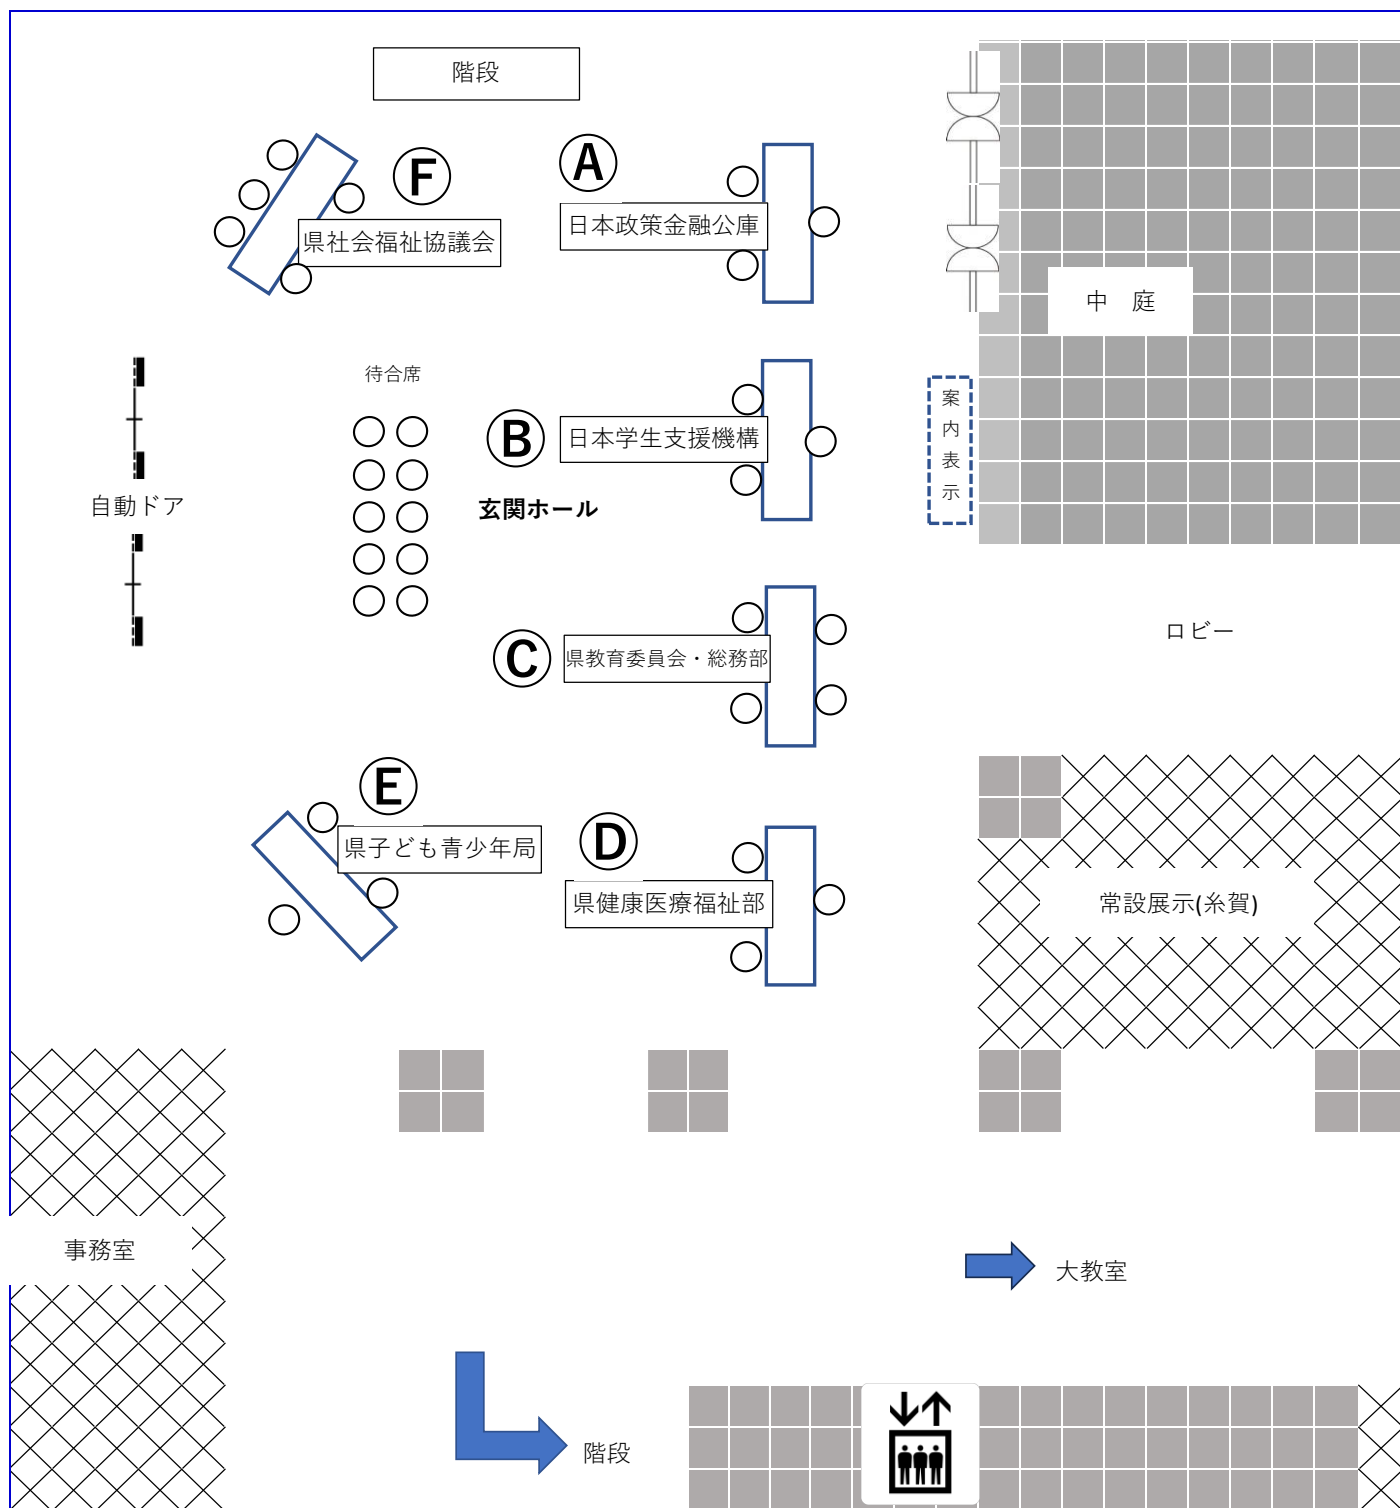 階段
F
A
県社会福祉協議会
日本政策金融公庫
中　庭
待合席
案内表示
B
日本学生支援機構
自動ドア
玄関ホール
ロビー
C
県教育委員会・総務部
E
県子ども青少年局
D
県健康医療福祉部
常設展示(糸賀)
事務室
大教室
階段